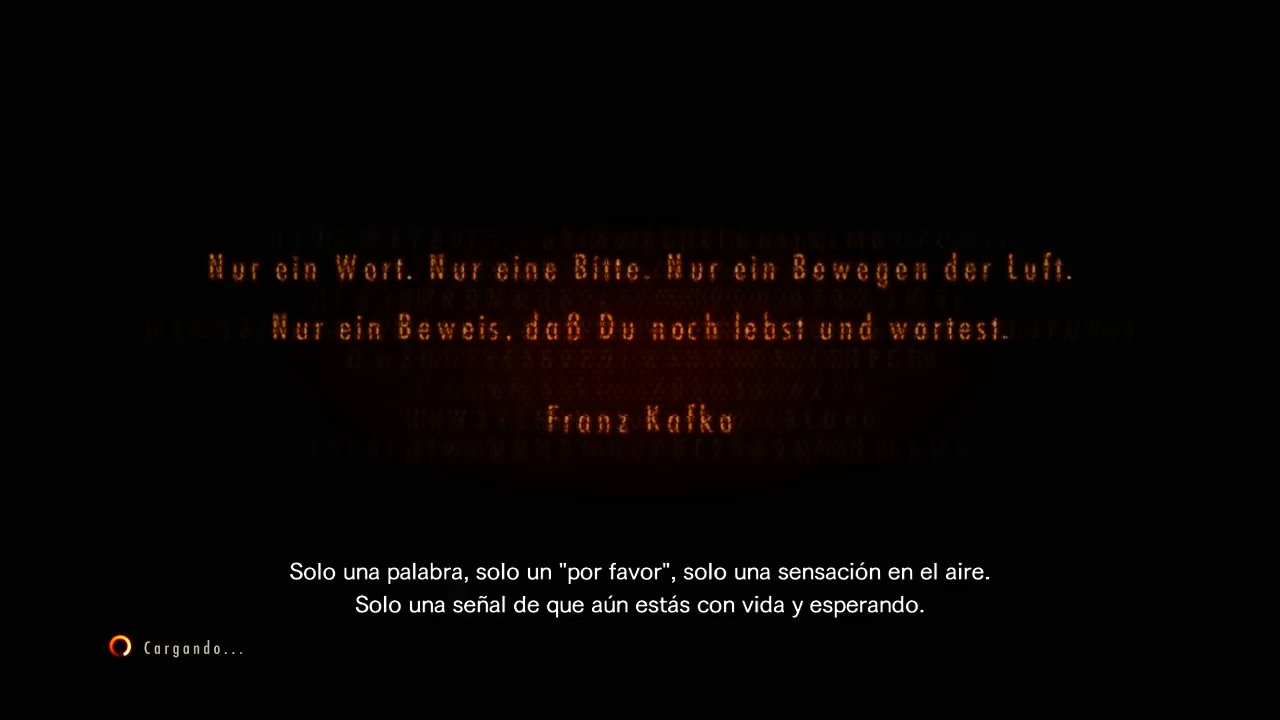 Nur ein Wort. Nur eine Bitte. Nur ein Bewegen der Luft.
Nur ein Beweis, daß Du noch lebst und wartest.
Franz Kafka
Solo una palabra, solo un "por favor", solo una sensación en el aire.
Solo una señal de que aún estás con vida y esperando.
Cargando...